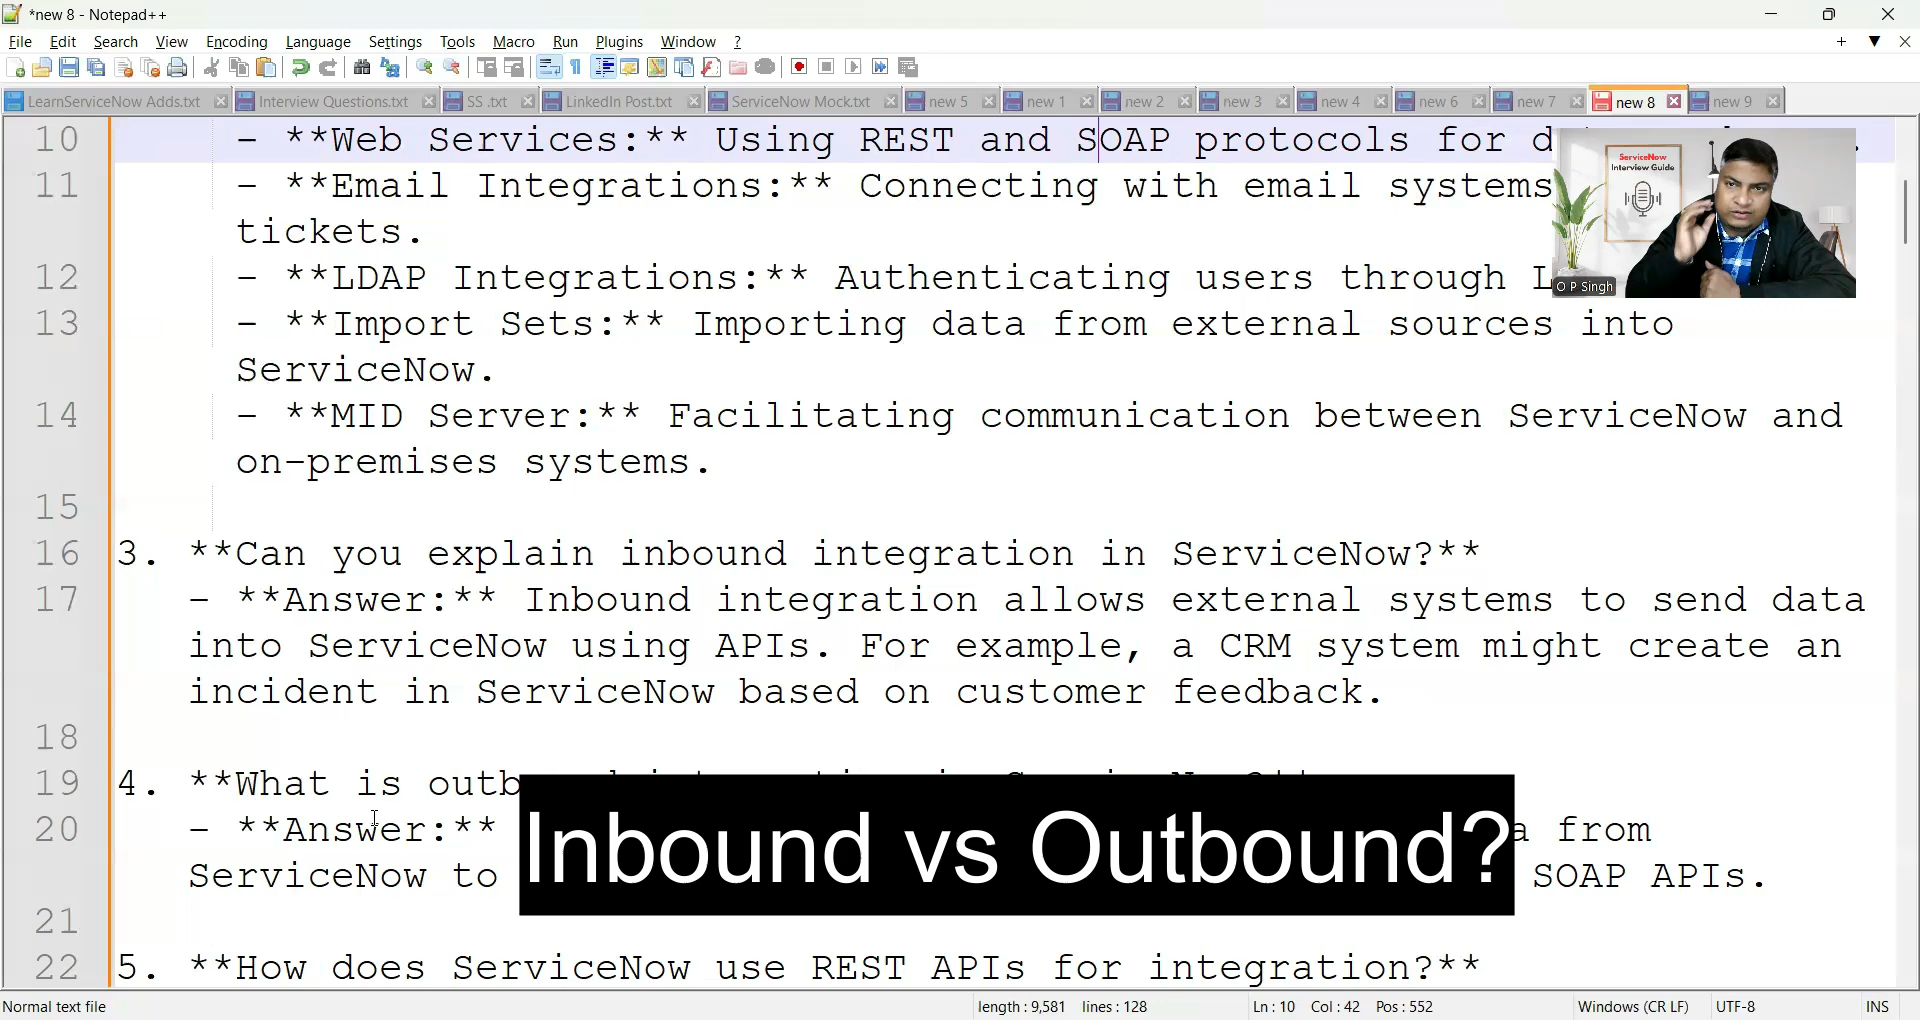 *new 8 - Notepad++
File Edit Search View Encoding Language Settings Tools Macro Run Plugins Window ?
LearnServiceNow Adds.txt Interview Questions.txt SS .txt LinkedIn Post.txt ServiceNow Mock.txt new 5 new 1 new 2 new 3 new 4 new 6 new 7 new 8 new 9
10 - **Web Services:** Using REST and SOAP protocols for
11 - **Email Integrations:** Connecting with email systems
tickets.
12 - **LDAP Integrations:** Authenticating users through
13 - **Import Sets:** Importing data from external sources into
ServiceNow.
14 - **MID Server:** Facilitating communication between ServiceNow and
on-premises systems.
15
16 3. **Can you explain inbound integration in ServiceNow?**
17 - **Answer:** Inbound integration allows external systems to send data
into ServiceNow using APIs. For example, a CRM system might create an
incident in ServiceNow based on customer feedback.
18
19 4. **What is
20 - **Answer:** from
ServiceNow to SOAP APIs.
21
22 5. **How does ServiceNow use REST APIs for integration?**
ServiceNow
Interview Guide
O P Singh
Inbound vs Outbound?
Normal text file length : 9,581 lines : 128 Ln : 10 Col : 42 Pos : 552 Windows (CR LF) UTF-8 INS